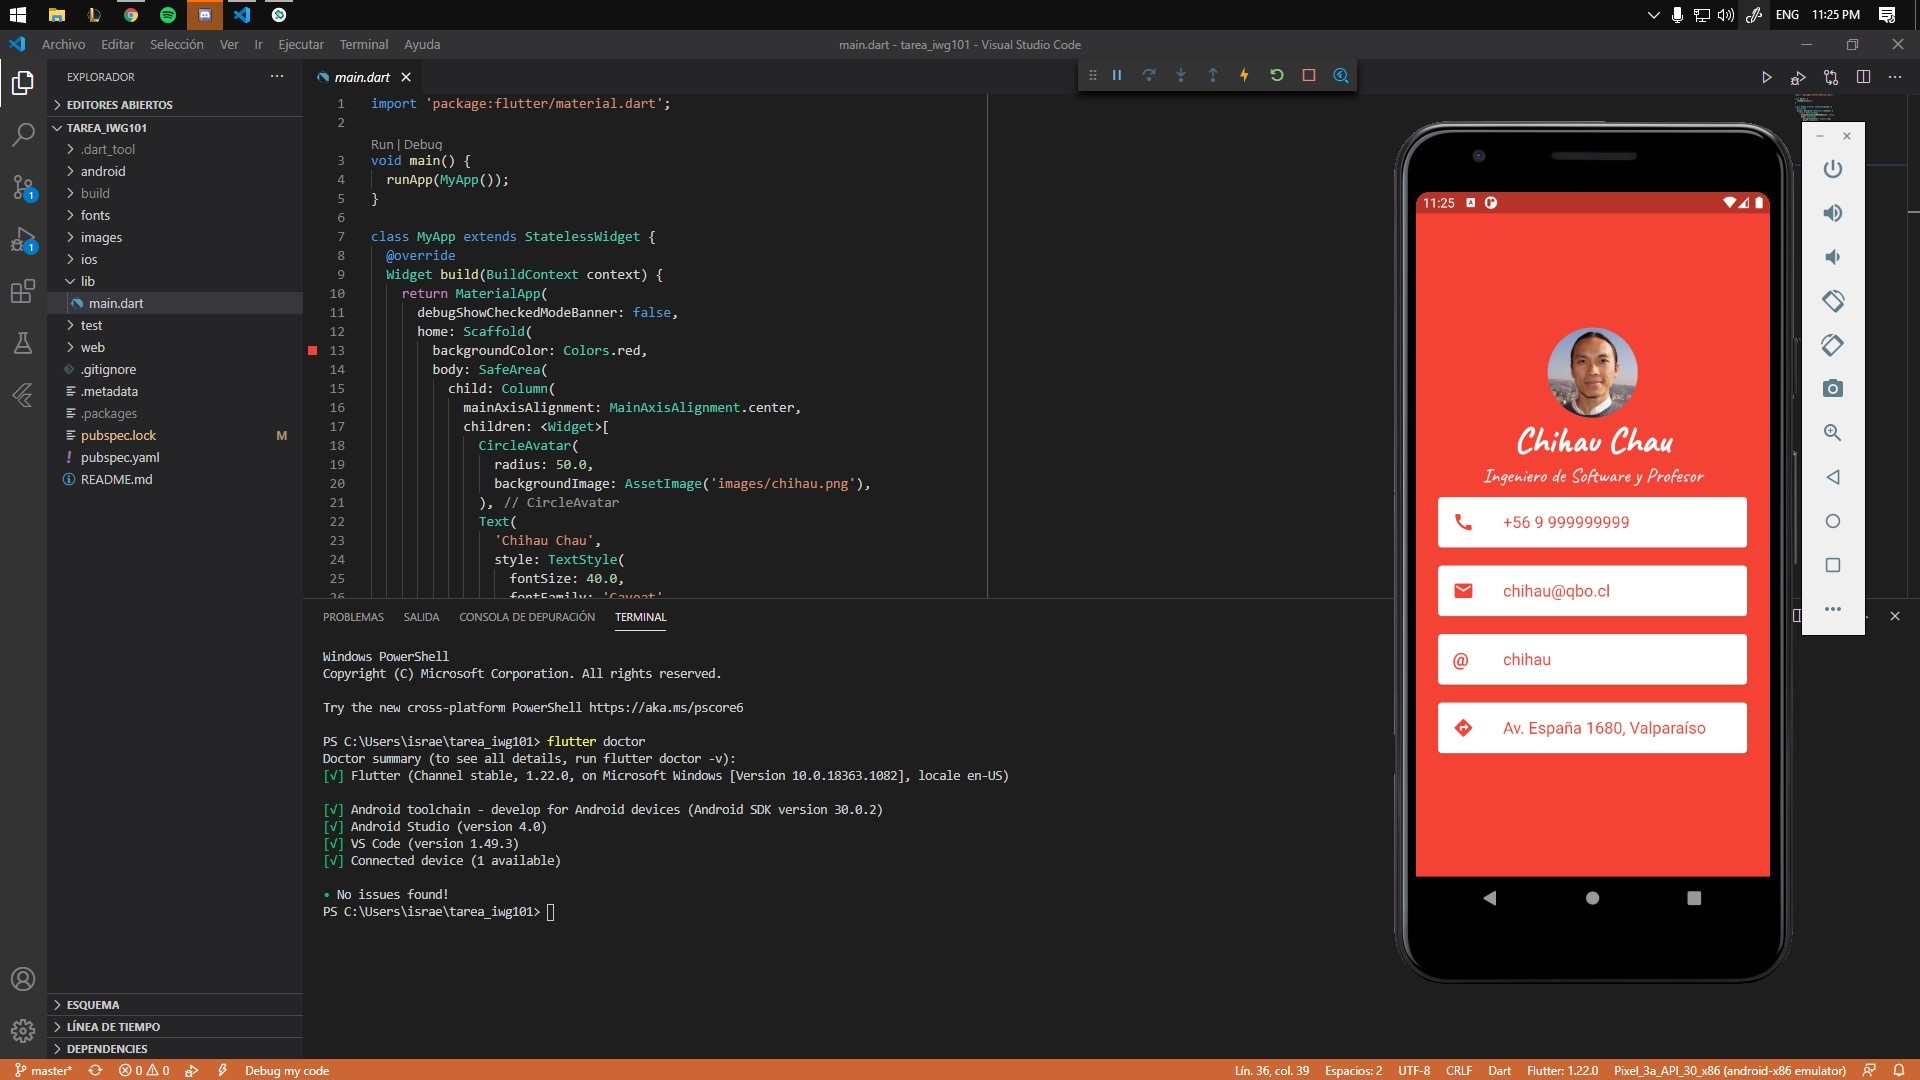 ENG 11:25 PM
Archivo Editar Selección Ver Ir Ejecutar Terminal Ayuda
main.dart - tarea_iwg101 - Visual Studio Code
EXPLORADOR
EDITORES ABIERTOS
TAREA_IWG101
.dart_tool
android
build
fonts
images
ios
lib
main.dart
test
web
.gitignore
.metadata
.packages
pubspec.lock M
pubspec.yaml
README.md
ESQUEMA
LÍNEA DE TIEMPO
DEPENDENCIES
main.dart
1 import 'package:flutter/material.dart';
2
Run | Debug
3 void main() {
4 runApp(MyApp());
5 }
6
7 class MyApp extends StatelessWidget {
8 @override
9 Widget build(BuildContext context) {
10 return MaterialApp(
11 debugShowCheckedModeBanner: false,
12 home: Scaffold(
13 backgroundColor: Colors.red,
14 body: SafeArea(
15 child: Column(
16 mainAxisAlignment: MainAxisAlignment.center,
17 children: <Widget>[
18 CircleAvatar(
19 radius: 50.0,
20 backgroundImage: AssetImage('images/chihau.png'),
21 ), // CircleAvatar
22 Text(
23 'Chihau Chau',
24 style: TextStyle(
25 fontSize: 40.0,
26 fontFamily: 'Caveat'
PROBLEMAS SALIDA CONSOLA DE DEPURACIÓN TERMINAL
Windows PowerShell
Copyright (C) Microsoft Corporation. All rights reserved.
Try the new cross-platform PowerShell https://aka.ms/pscore6
PS C:\Users\israe\tarea_iwg101> flutter doctor
Doctor summary (to see all details, run flutter doctor -v):
[√] Flutter (Channel stable, 1.22.0, on Microsoft Windows [Version 10.0.18363.1082], locale en-US)
[√] Android toolchain - develop for Android devices (Android SDK version 30.0.2)
[√] Android Studio (version 4.0)
[√] VS Code (version 1.49.3)
[√] Connected device (1 available)
• No issues found!
PS C:\Users\israe\tarea_iwg101>
11:25
Chihau Chau
Ingeniero de Software y Profesor
+56 9 999999999
chihau@qbo.cl
@ chihau
Av. España 1680, Valparaíso
master* 0 0 Debug my code
Lín. 36, col. 39 Espacios: 2 UTF-8 CRLF Dart Flutter: 1.22.0 Pixel_3a_API_30_x86 (android-x86 emulator)